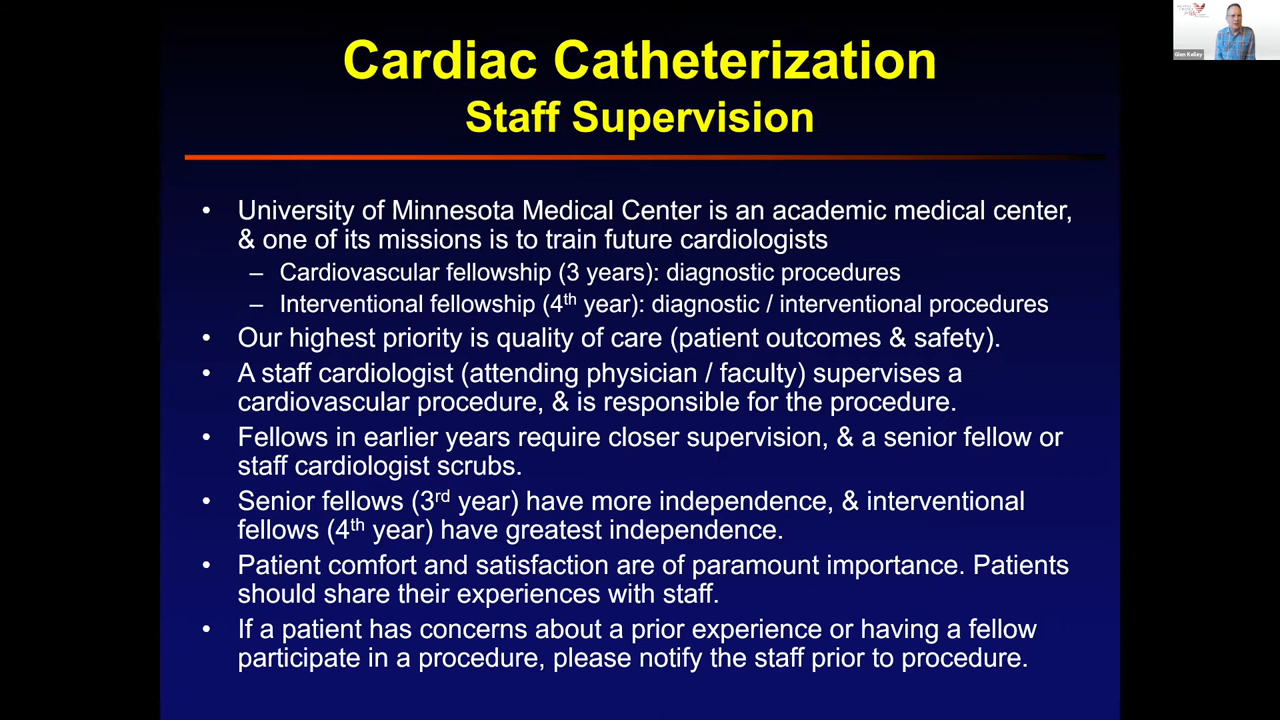 Cardiac Catheterization
Staff Supervision
• University of Minnesota Medical Center is an academic medical center,
& one of its missions is to train future cardiologists
– Cardiovascular fellowship (3 years): diagnostic procedures
– Interventional fellowship (4th year): diagnostic / interventional procedures
• Our highest priority is quality of care (patient outcomes & safety).
• A staff cardiologist (attending physician / faculty) supervises a
cardiovascular procedure, & is responsible for the procedure.
• Fellows in earlier years require closer supervision, & a senior fellow or
staff cardiologist scrubs.
• Senior fellows (3rd year) have more independence, & interventional
fellows (4th year) have greatest independence.
• Patient comfort and satisfaction are of paramount importance. Patients
should share their experiences with staff.
• If a patient has concerns about a prior experience or having a fellow
participate in a procedure, please notify the staff prior to procedure.
Glen Kelley